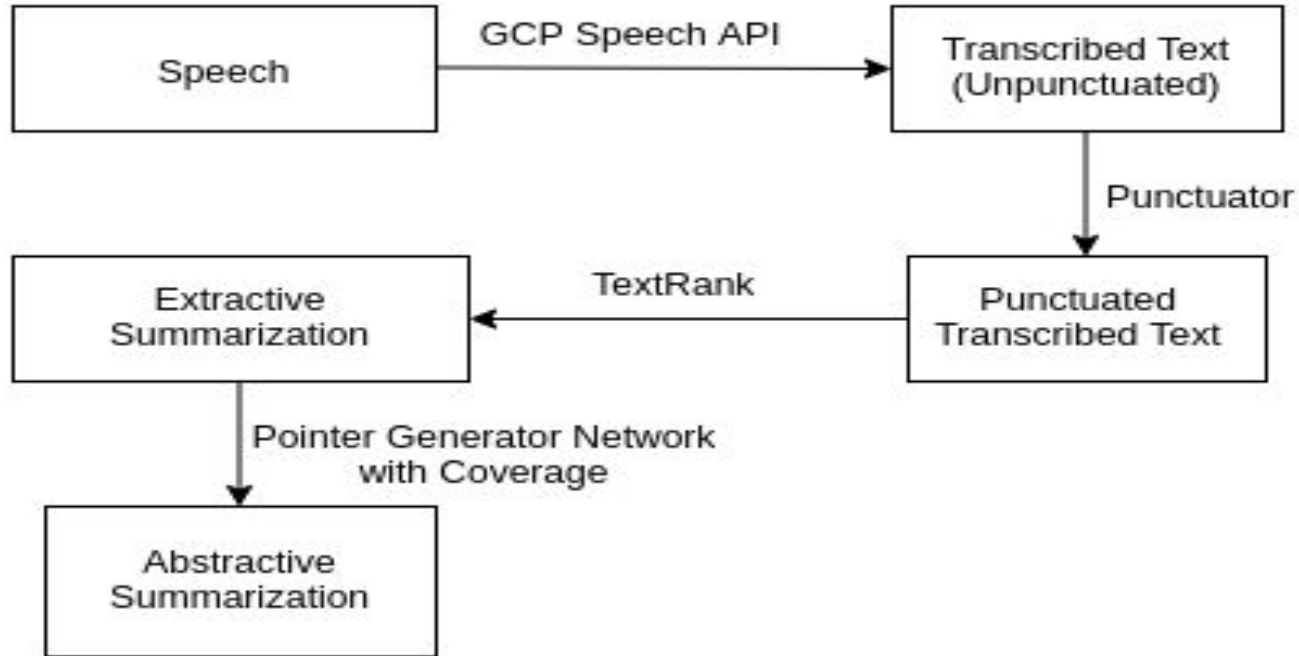 Speech
GCP Speech API
Transcribed Text
(Unpunctuated)
Punctuator
Punctuated
Transcribed Text
TextRank
Extractive
Summarization
Pointer Generator Network
with Coverage
Abstractive
Summarization